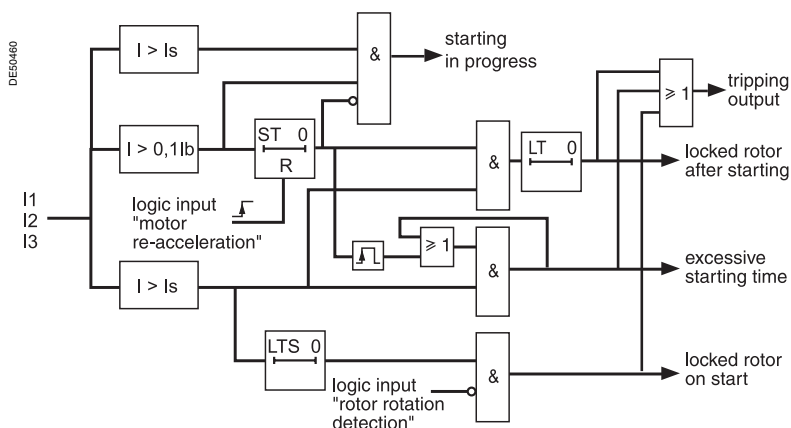 DE50460
I > Is
&
starting
in progress
I > 0,1Ib
ST 0
R
&
LT 0
≥ 1
tripping
output
locked rotor
after starting
I1
I2
I3
logic input
"motor
re-acceleration"
≥ 1
&
excessive
starting time
I > Is
LTS 0
logic input
"rotor rotation
detection"
&
locked rotor
on start